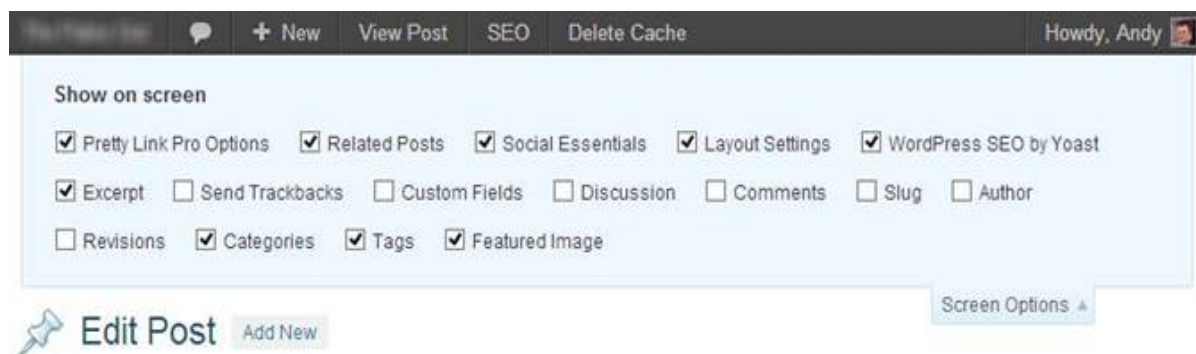 + New View Post SEO Delete Cache Howdy, Andy
Show on screen
Pretty Link Pro Options Related Posts Social Essentials Layout Settings WordPress SEO by Yoast
Excerpt Send Trackbacks Custom Fields Discussion Comments Slug Author
Revisions Categories Tags Featured Image
Screen Options
Edit Post Add New